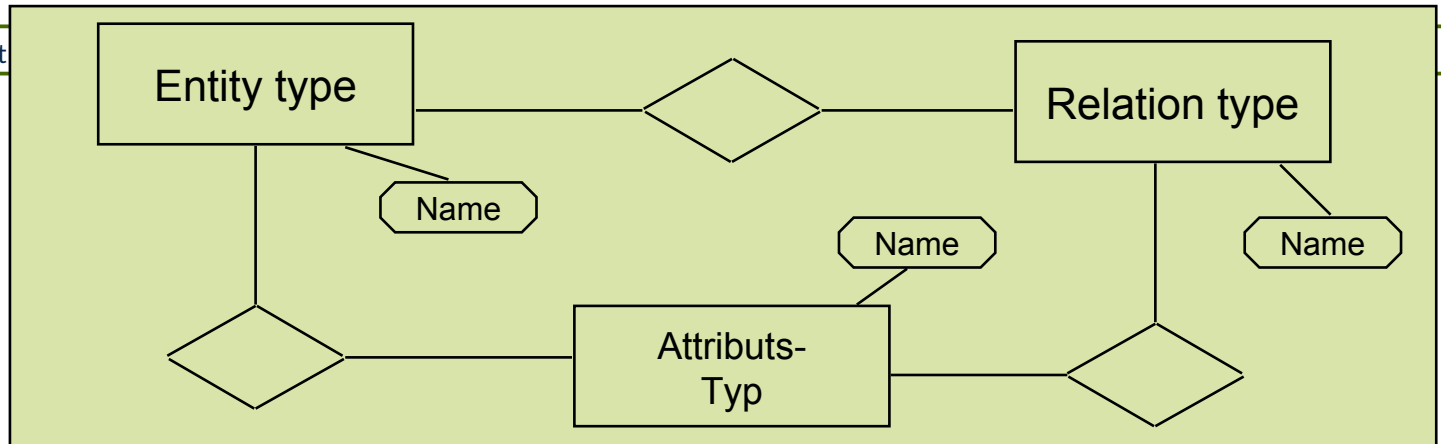 t
Entity type
Relation type
Name
Name
Name
Attributs-
Typ